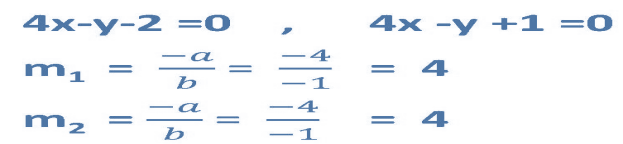 4x-y-2 =0 , 4x -y +1 =0
m₁ = −a/b = −4/−1 = 4
m₂ = −a/b = −4/−1 = 4